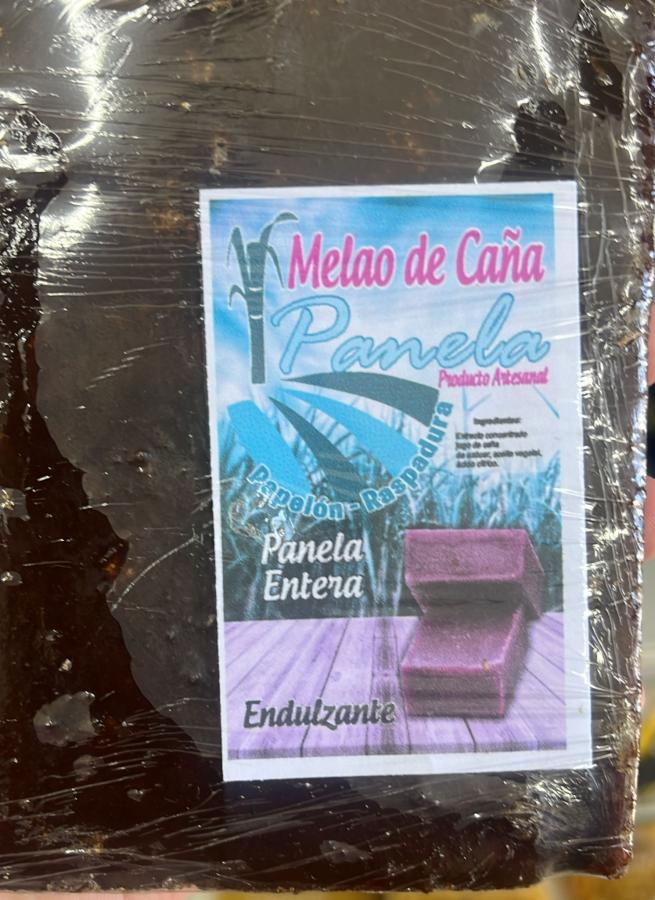 Melao de Caña
Panela
Producto Artesanal
Ingredientes:
Extracto concentrado
jugo de caña
de azúcar, aceite vegetal,
ácido cítrico.
Papelón - Raspadura
Panela
Entera
Endulzante